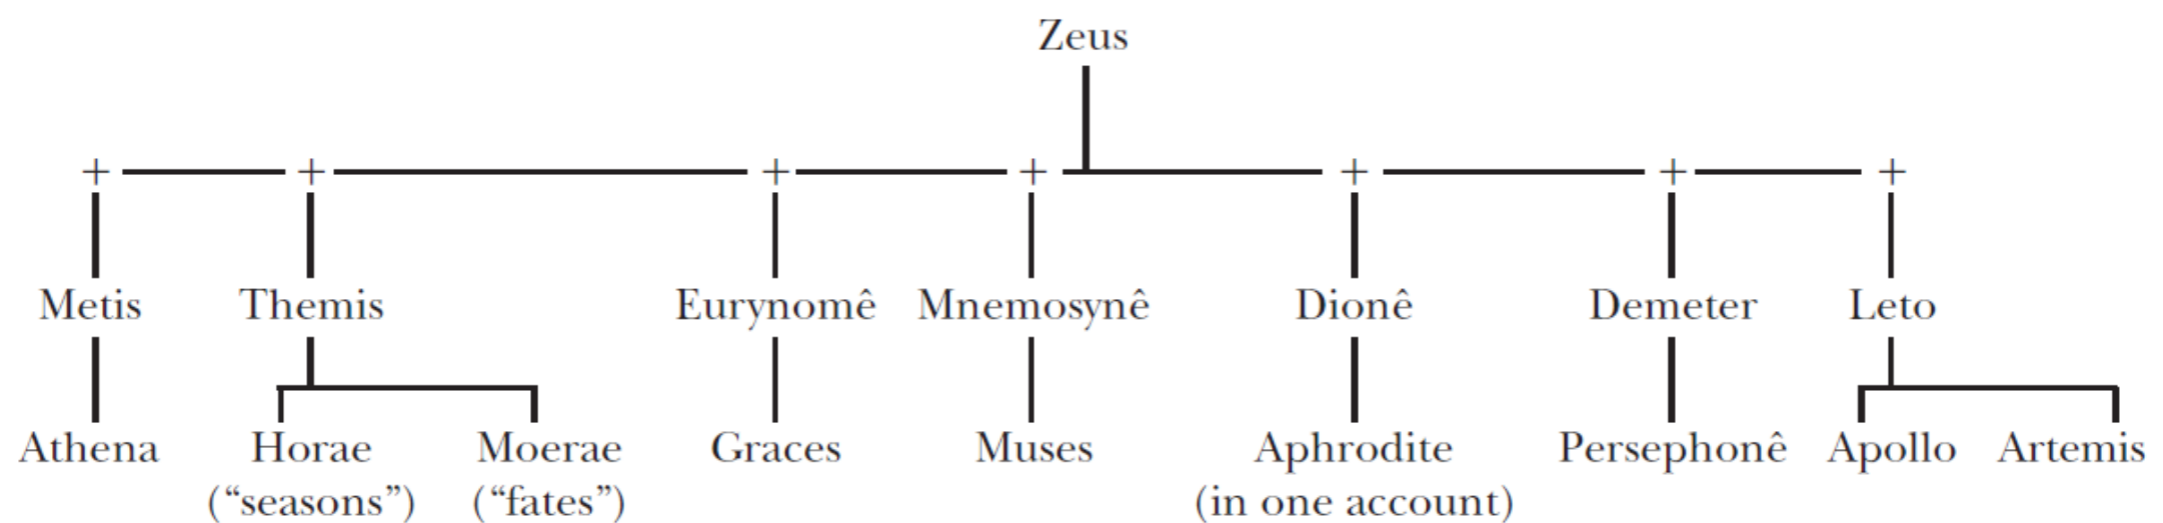 Zeus
+ + + + + + +
Metis Themis Eurynomê Mnemosynê Dionê Demeter Leto
Athena Horae Moerae Graces Muses Aphrodite Persephonê Apollo Artemis
(“seasons”) (“fates”) (in one account)